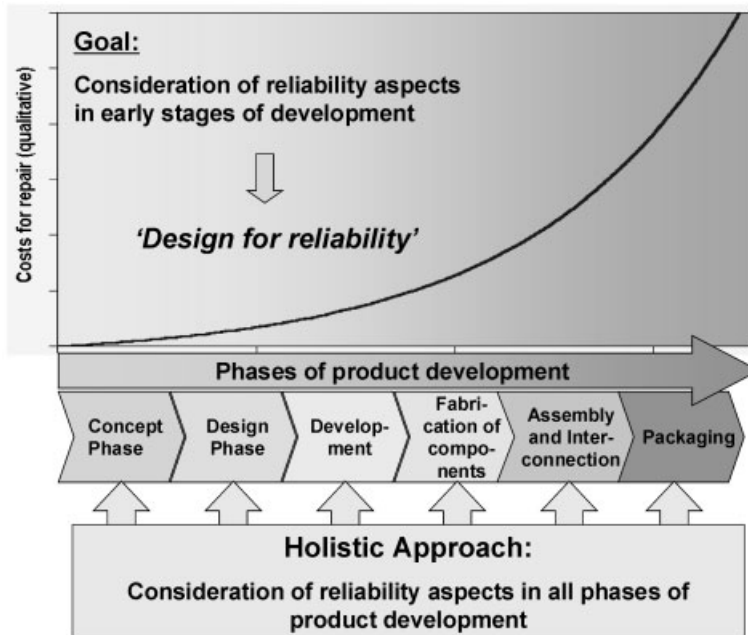 Goal:
Consideration of reliability aspects
in early stages of development
'Design for reliability'
Costs for repair (qualitative)
Phases of product development
Concept
Phase
Design
Phase
Develop-
ment
Fabri-
cation of
compo-
nents
Assembly
and Inter-
connection
Packaging
Holistic Approach:
Consideration of reliability aspects in all phases of
product development